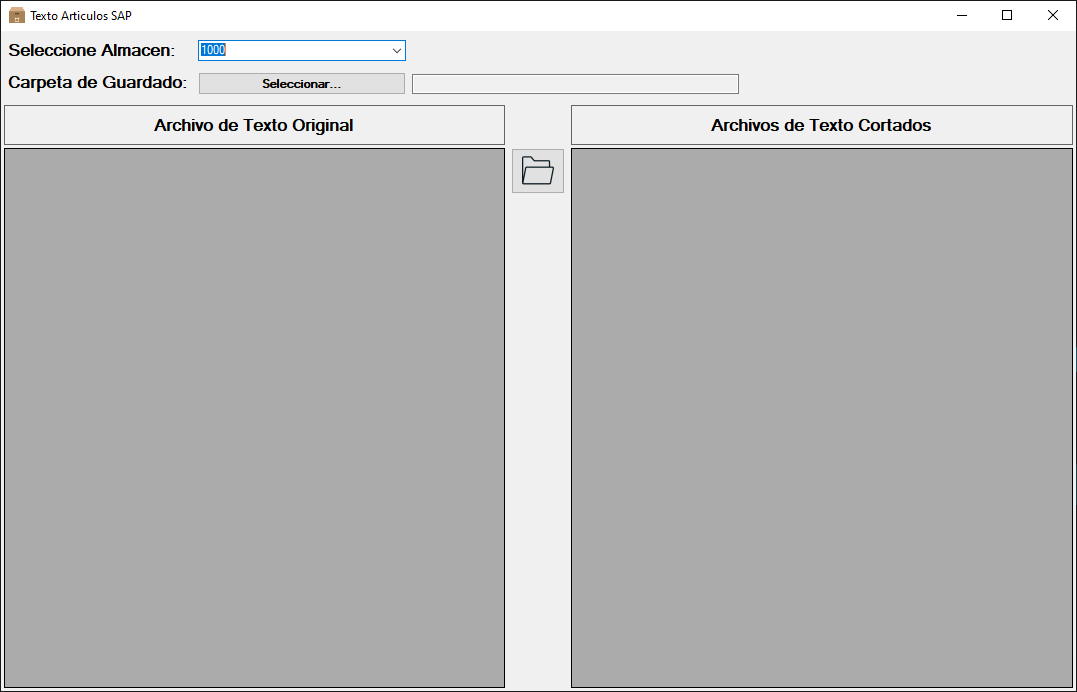 Texto Articulos SAP
Seleccione Almacen: 1000
Carpeta de Guardado: Seleccionar...
Archivo de Texto Original
Archivos de Texto Cortados